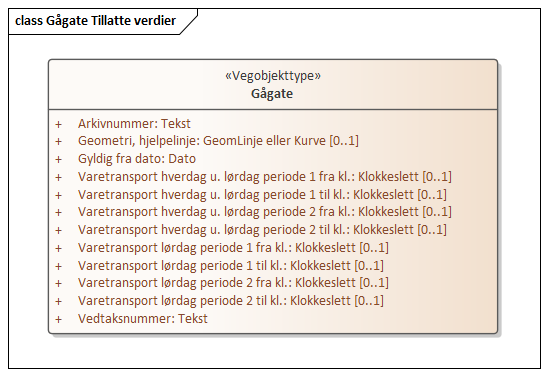 class Gågate Tillatte verdier
«Vegobjekttype»
Gågate
+ Arkivnummer: Tekst
+ Geometri, hjelpelinje: GeomLinje eller Kurve [0..1]
+ Gyldig fra dato: Dato
+ Varetransport hverdag u. lørdag periode 1 fra kl.: Klokkeslett [0..1]
+ Varetransport hverdag u. lørdag periode 1 til kl.: Klokkeslett [0..1]
+ Varetransport hverdag u. lørdag periode 2 fra kl.: Klokkeslett [0..1]
+ Varetransport hverdag u. lørdag periode 2 til kl.: Klokkeslett [0..1]
+ Varetransport lørdag periode 1 fra kl.: Klokkeslett [0..1]
+ Varetransport lørdag periode 1 til kl.: Klokkeslett [0..1]
+ Varetransport lørdag periode 2 fra kl.: Klokkeslett [0..1]
+ Varetransport lørdag periode 2 til kl.: Klokkeslett [0..1]
+ Vedtaksnummer: Tekst